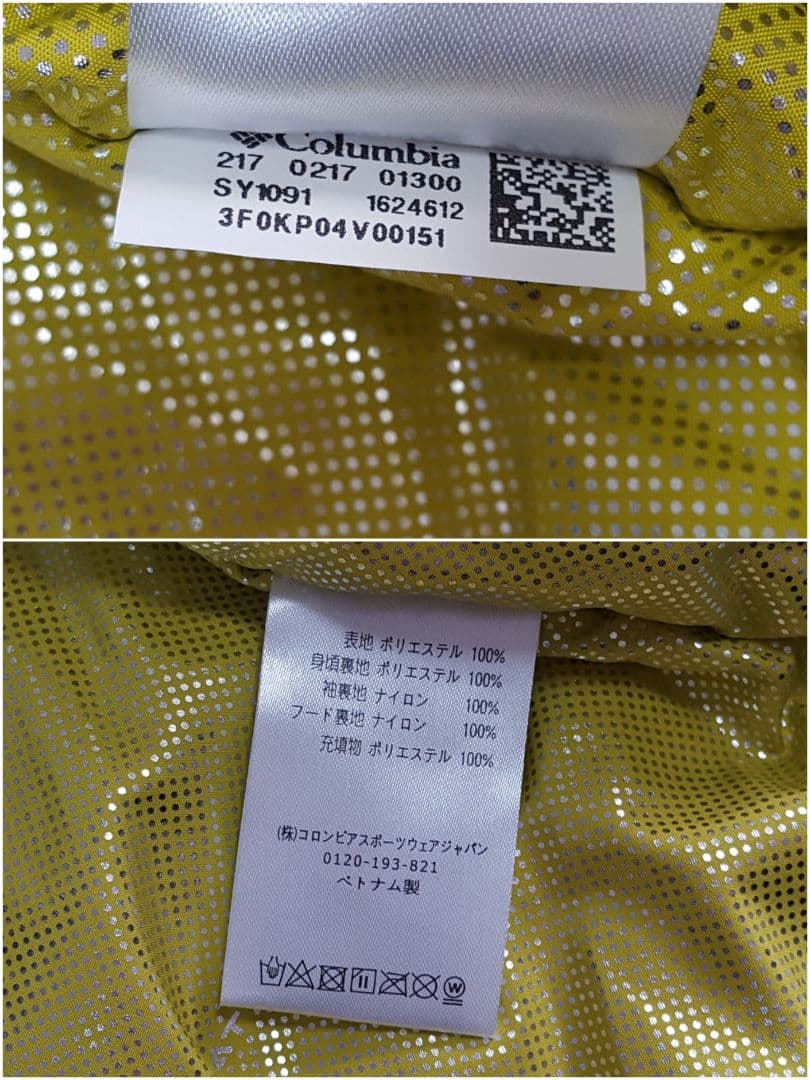 Columbia
217 0217 01300
SY1091 1624612
3F0KP04V00151
表地 ポリエステル 100%
身頃裏地 ポリエステル 100%
袖裏地 ナイロン 100%
フード裏地 ナイロン 100%
充填物 ポリエステル 100%
(株)コロンビアスポーツウェアジャパン
0120-193-821
ベトナム製
W